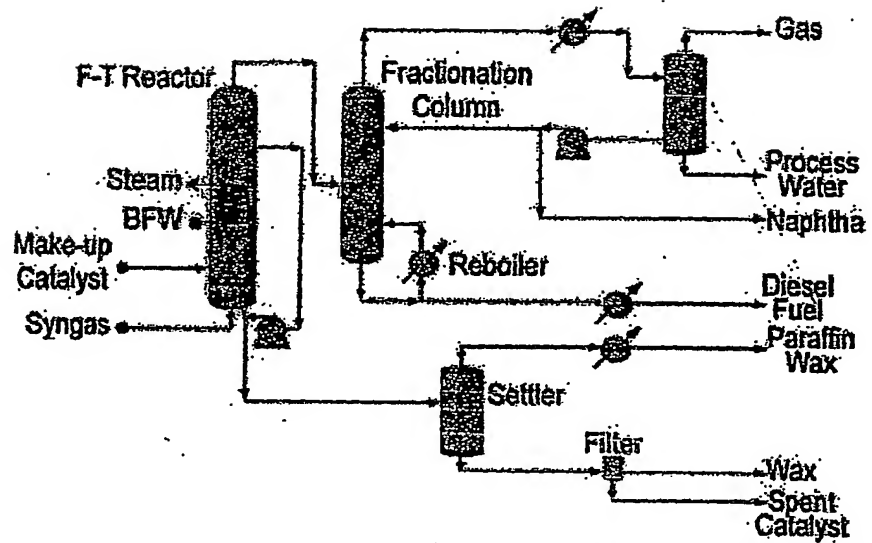 Gas
F-T Reactor
Fractionation
Column
Steam
Process
Water
BFW
Naphtha
Make-up
Catalyst
Reboiler
Diesel
Fuel
Syngas
Paraffin
Wax
Settler
Filter
Wax
Spent
Catalyst